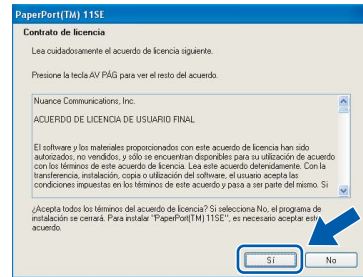 PaperPort(TM) 11SE
Contrato de licencia
Lea cuidadosamente el acuerdo de licencia siguiente.
Presione la tecla AV PÁG para ver el resto del acuerdo.
Nuance Communications, Inc.
ACUERDO DE LICENCIA DE USUARIO FINAL
El software y los materiales proporcionados con este acuerdo de licencia han sido
autorizados, no vendidos, y sólo se encuentran disponibles para su utilización de acuerdo
con los términos de este acuerdo de licencia. Lea este acuerdo detenidamente. Con la
transferencia, instalación, copia o utilización del software, el usuario acepta las
condiciones impuestas en los términos de este acuerdo y pasa a ser parte del mismo. Si
¿Acepta todos los términos del acuerdo de licencia? Si selecciona No, el programa de
instalación se cerrará. Para instalar "PaperPort(TM) 11SE", es necesario aceptar este
acuerdo.
Sí
No